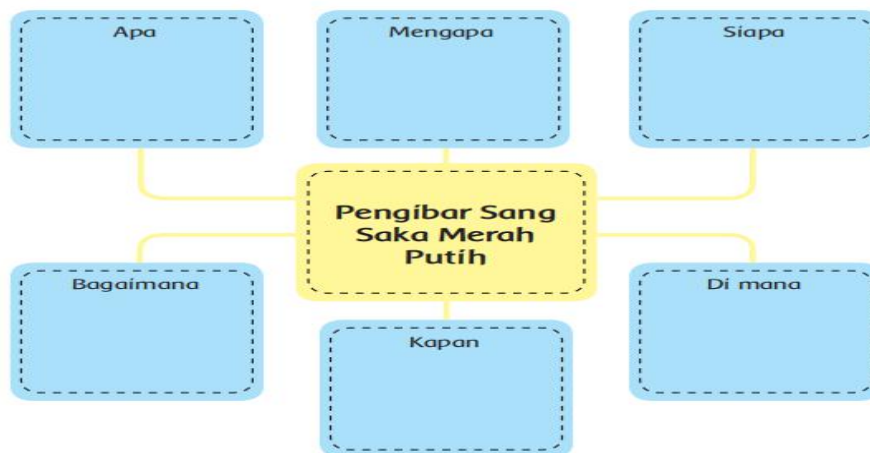 Apa
Mengapa
Siapa
Pengibar Sang
Saka Merah
Putih
Bagaimana
Kapan
Di mana